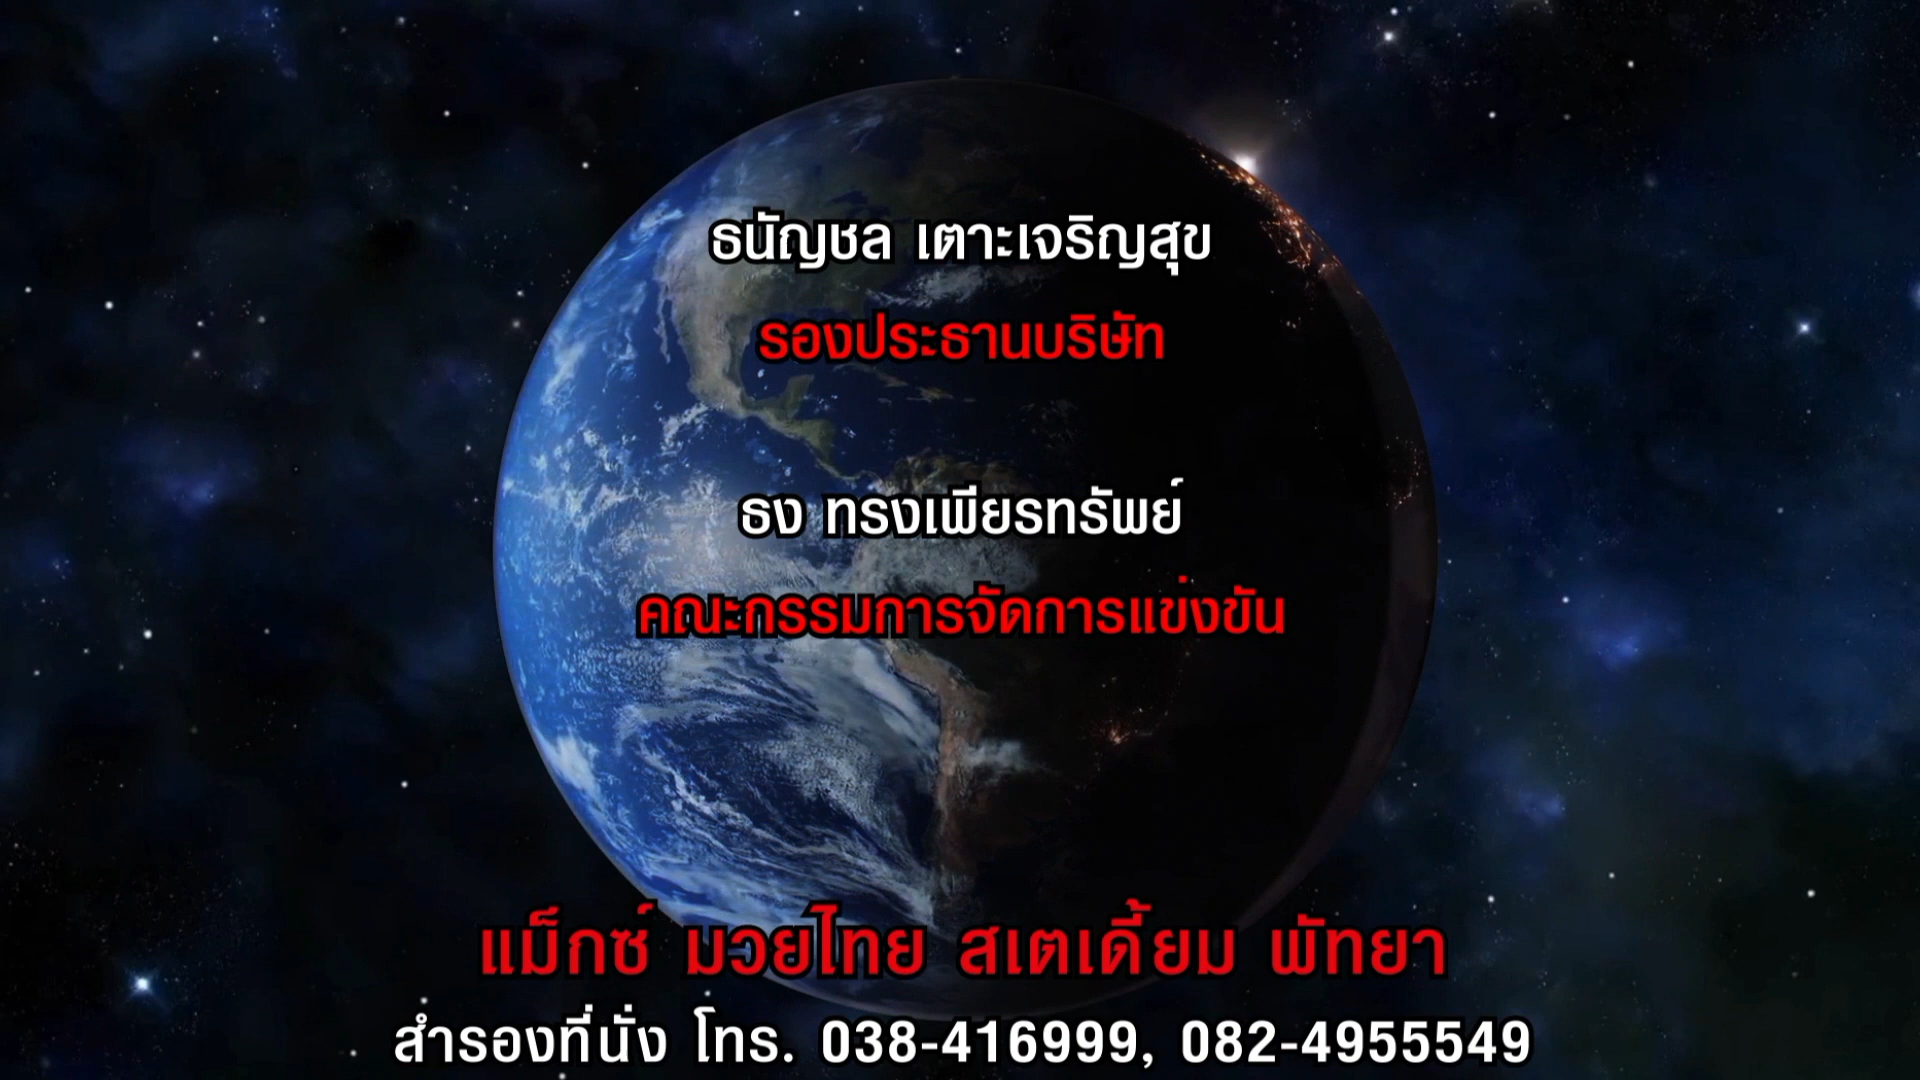 ธนัญชล เตาะเจริญสุข
รองประธานบริษัท
ธง ทรงเพียรทรัพย์
คณะกรรมการจัดการแข่งขัน
แม็กซ์ มวยไทย สเตเดี้ยม พัทยา
สำรองที่นั่ง โทร. 038-416999, 082-4955549